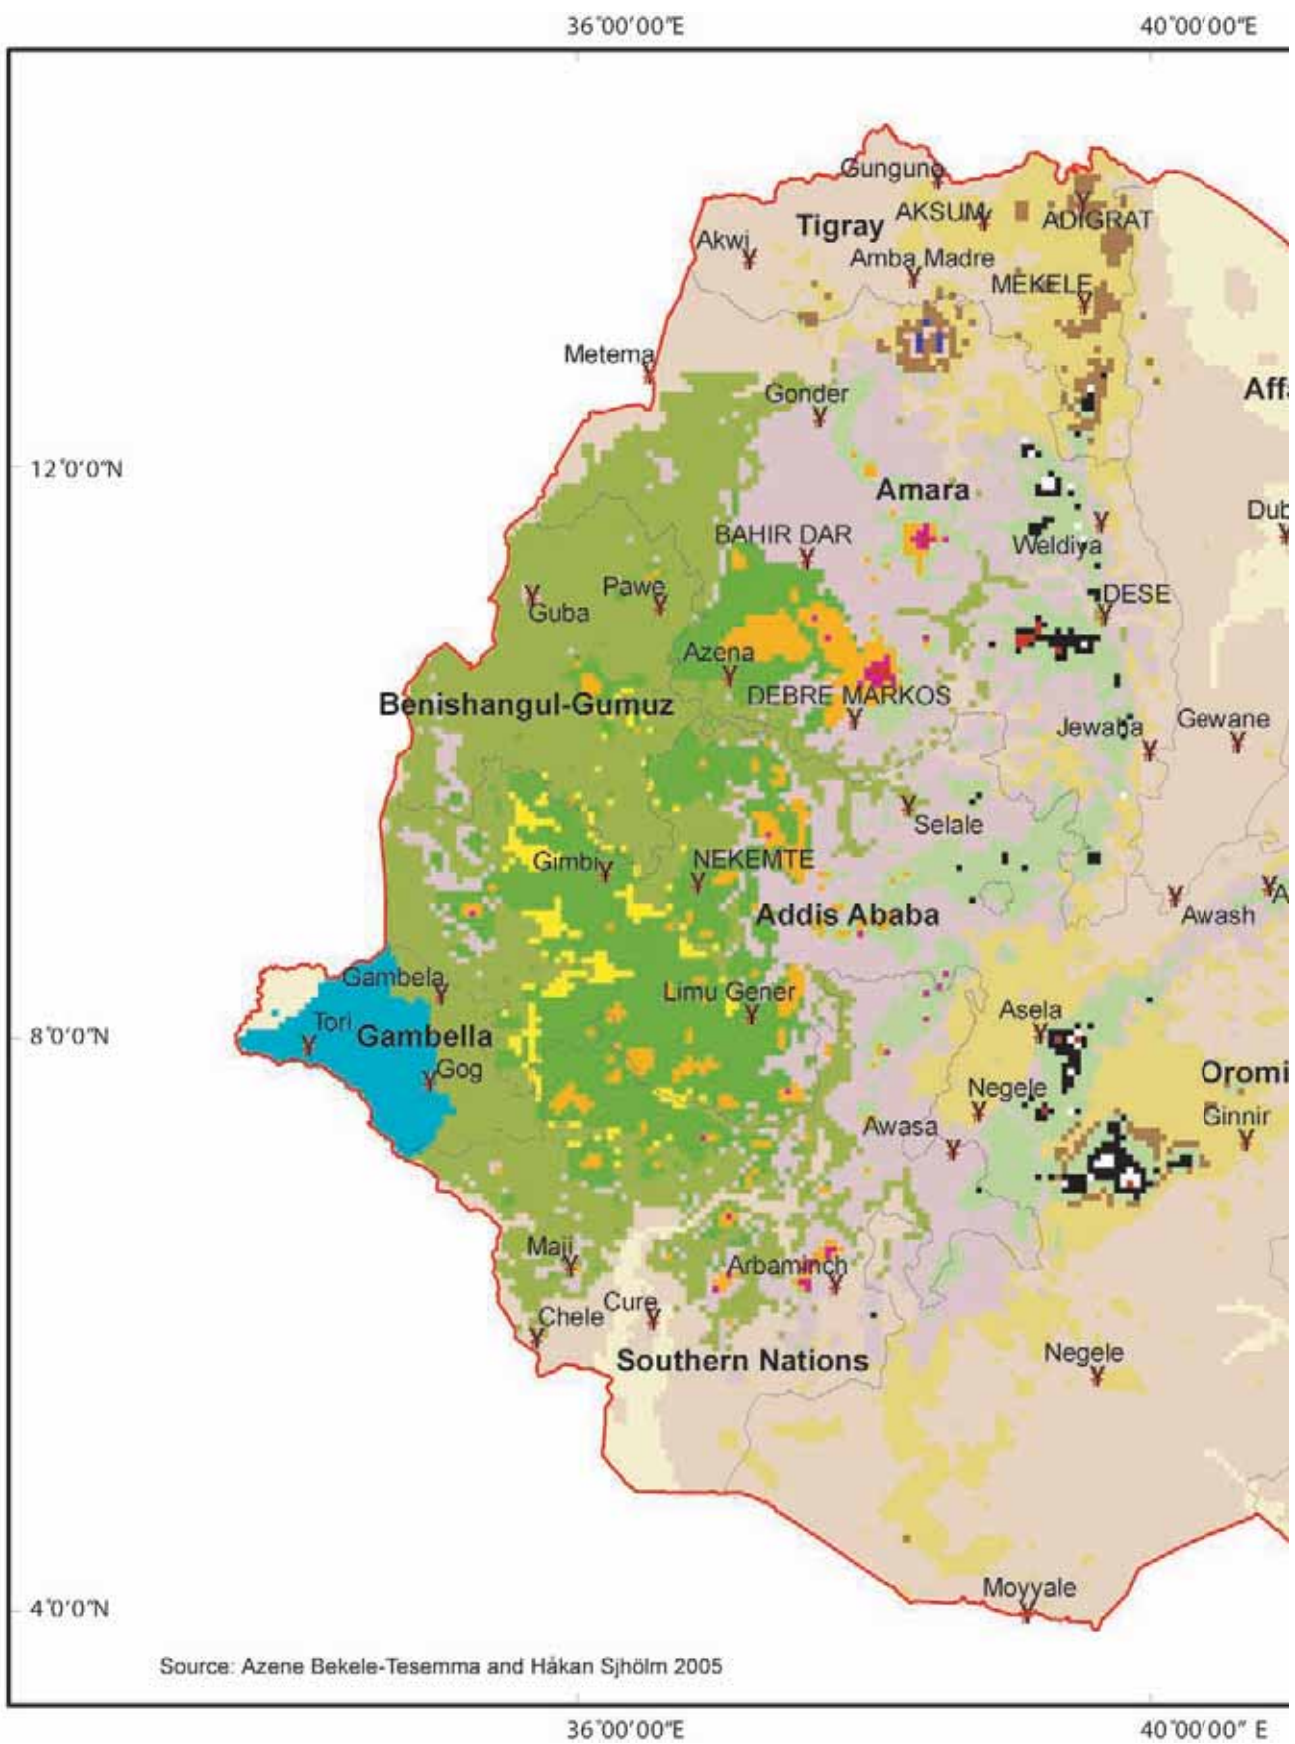 36°00'00"E
40°00'00"E
Gunguno
AKSUM
ADIGRAT
Tigray
Akwi
Amba Madre
MEKELE
Metema
Gonder
Affa
12°0'0"N
Amara
Dub
BAHIR DAR
Weldiya
Pawe
Guba
DESE
Azena
Benishangul-Gumuz
DEBRE MARKOS
Jewaha
Gewane
Selale
Gimbi
NEKEMTE
Addis Ababa
Awash
A
Gambela
Limu Gener
Tori
Gambella
Asela
8°0'0"N
Gog
Oromi
Negele
Ginnir
Awasa
Maji
Arbaminch
Cure
Chele
Southern Nations
Negele
Moyyale
4°0'0"N
Source: Azene Bekele-Tesemma and Håkan Sjhölm 2005
36°00'00"E
40°00'00" E